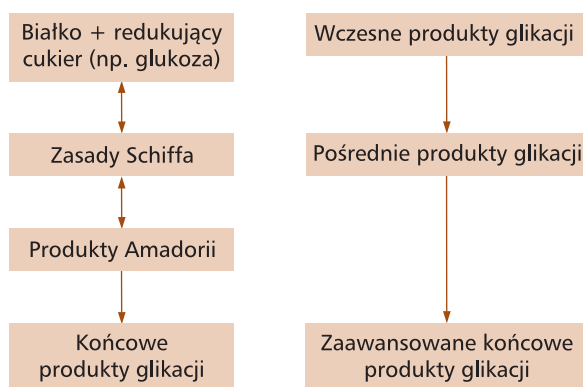 Białko + redukujący
cukier (np. glukoza)
Zasady Schiffa
Produkty Amadorii
Końcowe
produkty glikacji
Wczesne produkty glikacji
Pośrednie produkty glikacji
Zaawansowane końcowe
produkty glikacji